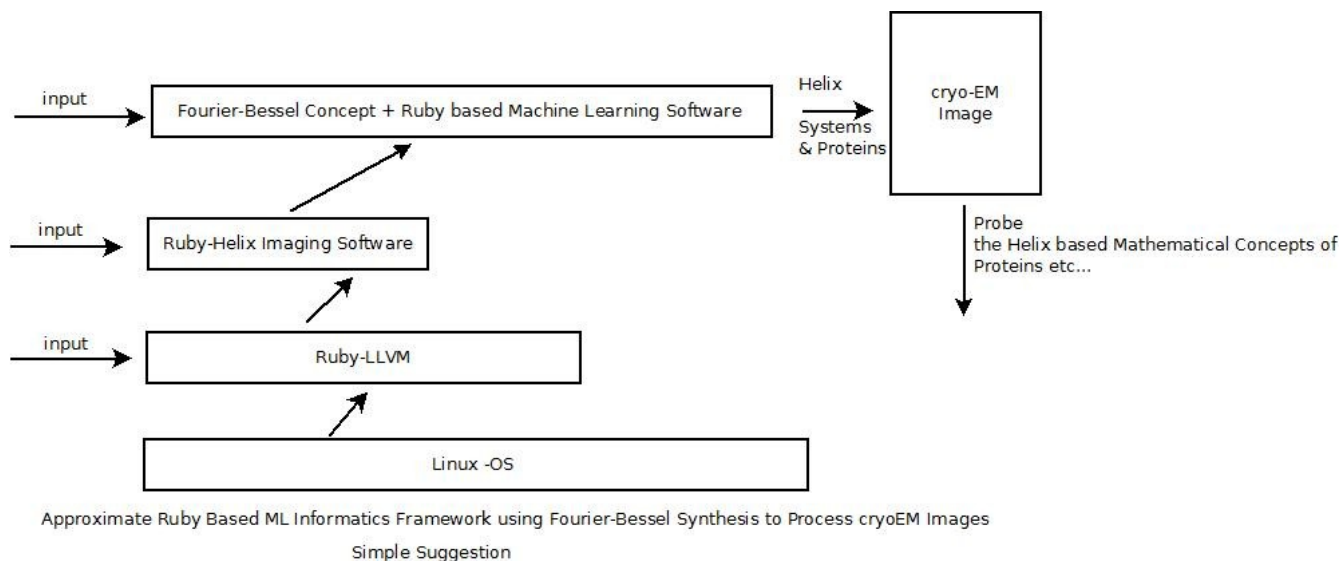 input
Fourier-Bessel Concept + Ruby based Machine Learning Software
Helix
Systems
& Proteins
cryo-EM
Image
input
Ruby-Helix Imaging Software
Probe
the Helix based Mathematical Concepts of
Proteins etc...
input
Ruby-LLVM
Linux -OS
Approximate Ruby Based ML Informatics Framework using Fourier-Bessel Synthesis to Process cryoEM Images
Simple Suggestion